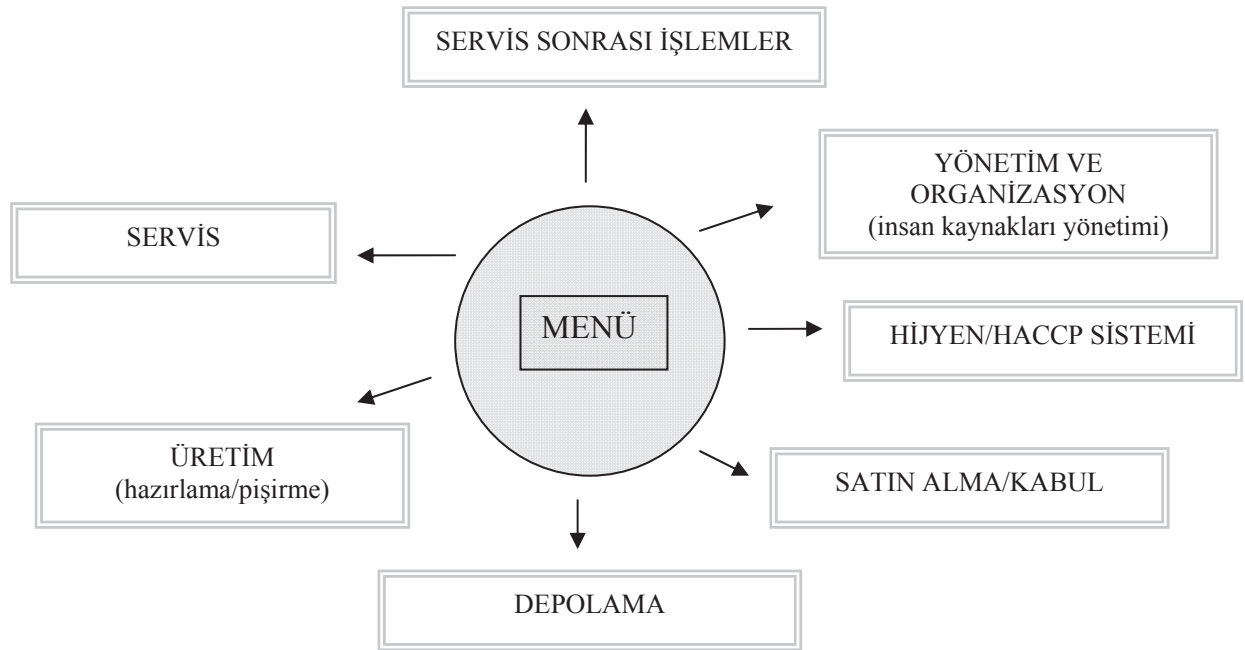 SERVİS SONRASI İŞLEMLER
YÖNETİM VE
ORGANİZASYON
(insan kaynakları yönetimi)
SERVİS
MENÜ
HİJYEN/HACCP SİSTEMİ
ÜRETİM
(hazırlama/pişirme)
SATIN ALMA/KABUL
DEPOLAMA